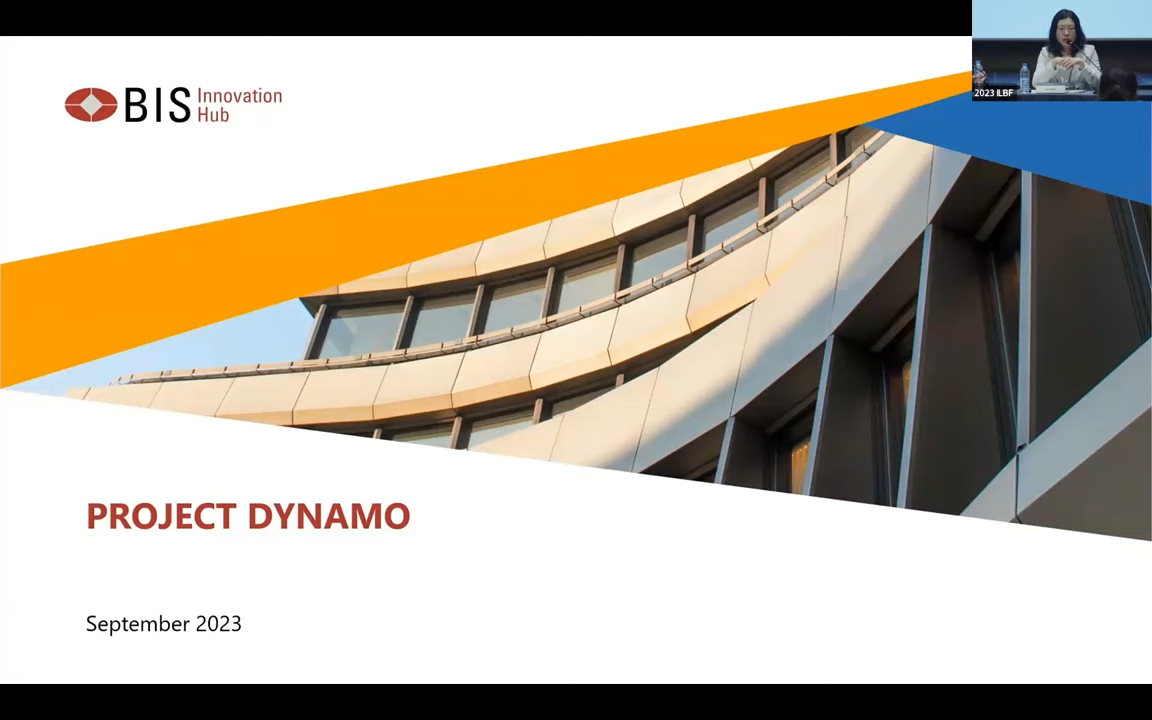 BIS Innovation
Hub
2023 ILBF
PROJECT DYNAMO
September 2023